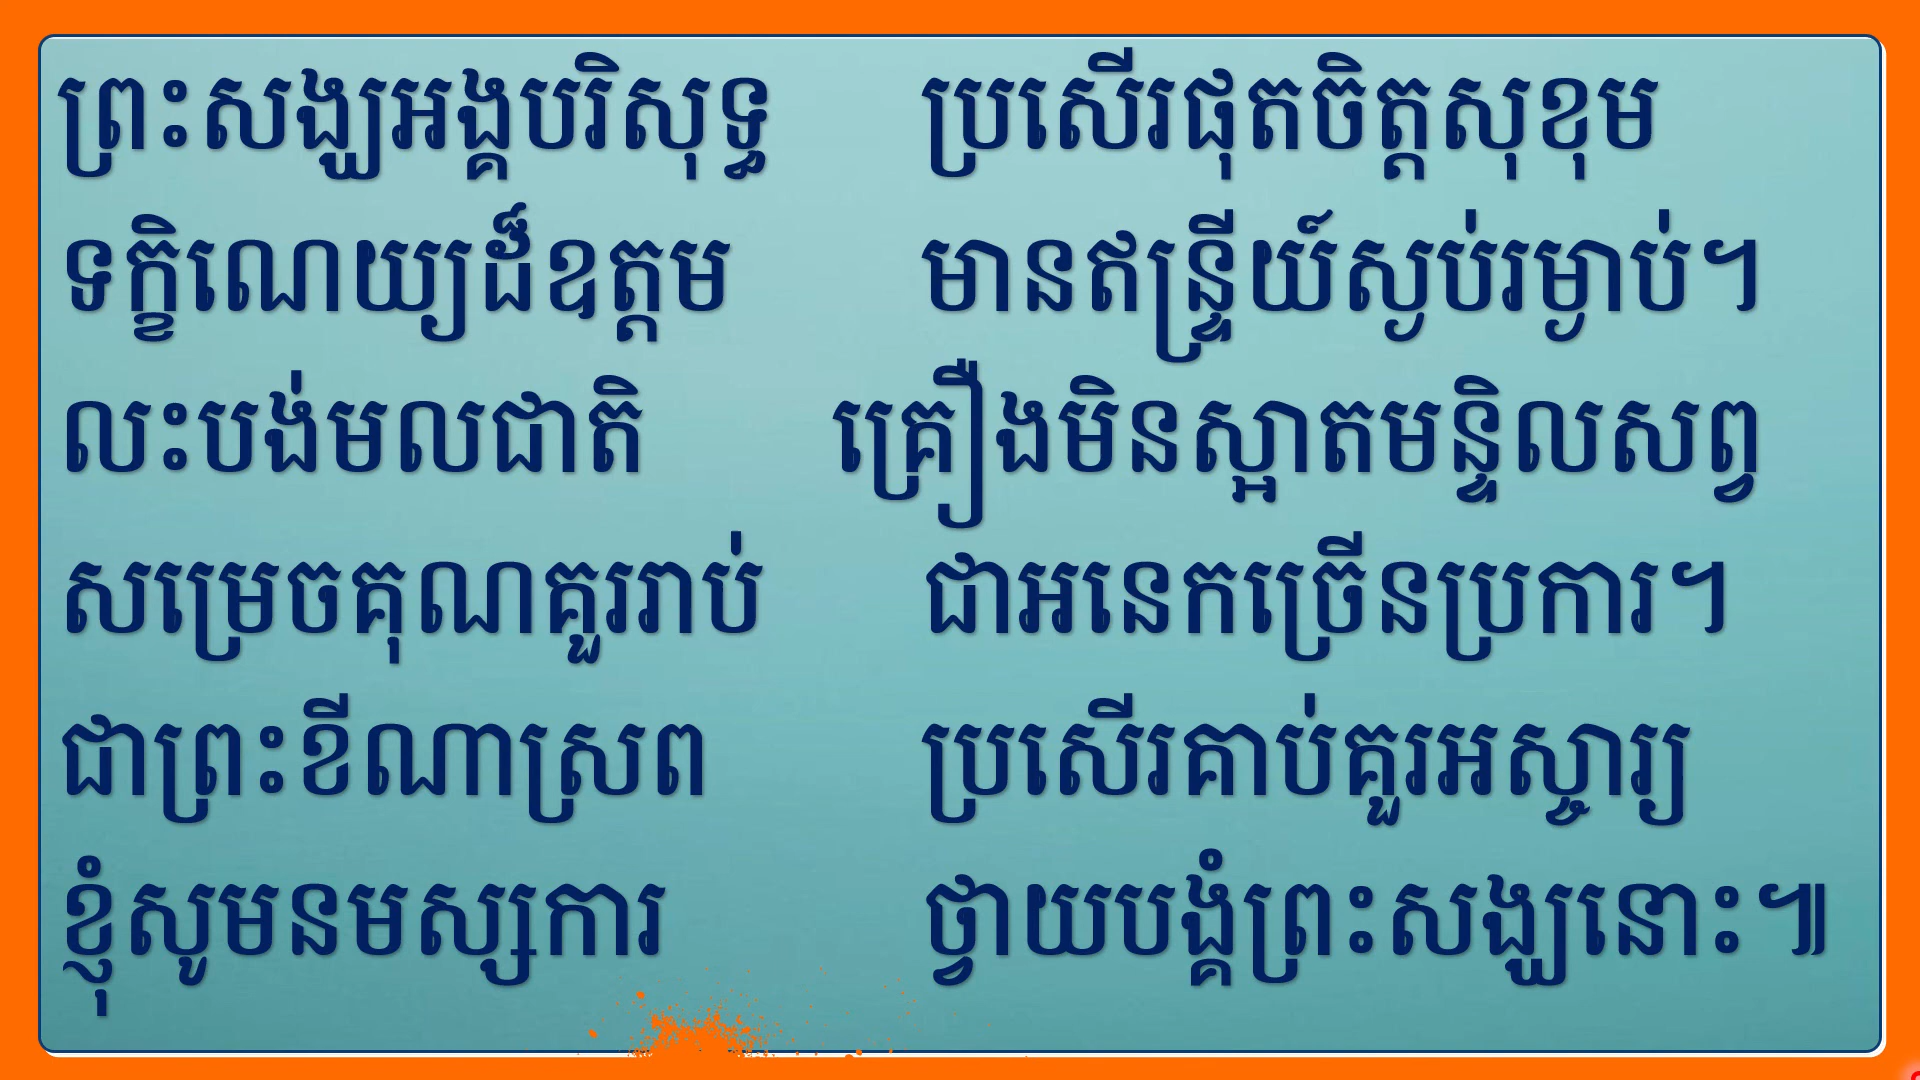 ព្រះសង្ឃអង្គបរិសុទ្ធ ប្រសើរផុតចិត្តសុខុម
ទក្ខិណេយ្យដ៏ឧត្តម មានឥន្ទ្រីយ៍ស្ងប់រម្ងាប់។
លះបង់មលជាតិ គ្រឿងមិនស្អាតមន្ទិលសព្វ
សម្រេចគុណគួររាប់ ជាអនេកច្រើនប្រការ។
ជាព្រះខីណាស្រព ប្រសើរគាប់គួរអស្ចារ្យ
ខ្ញុំសូមនមស្សការ ថ្វាយបង្គំព្រះសង្ឃនោះ៕